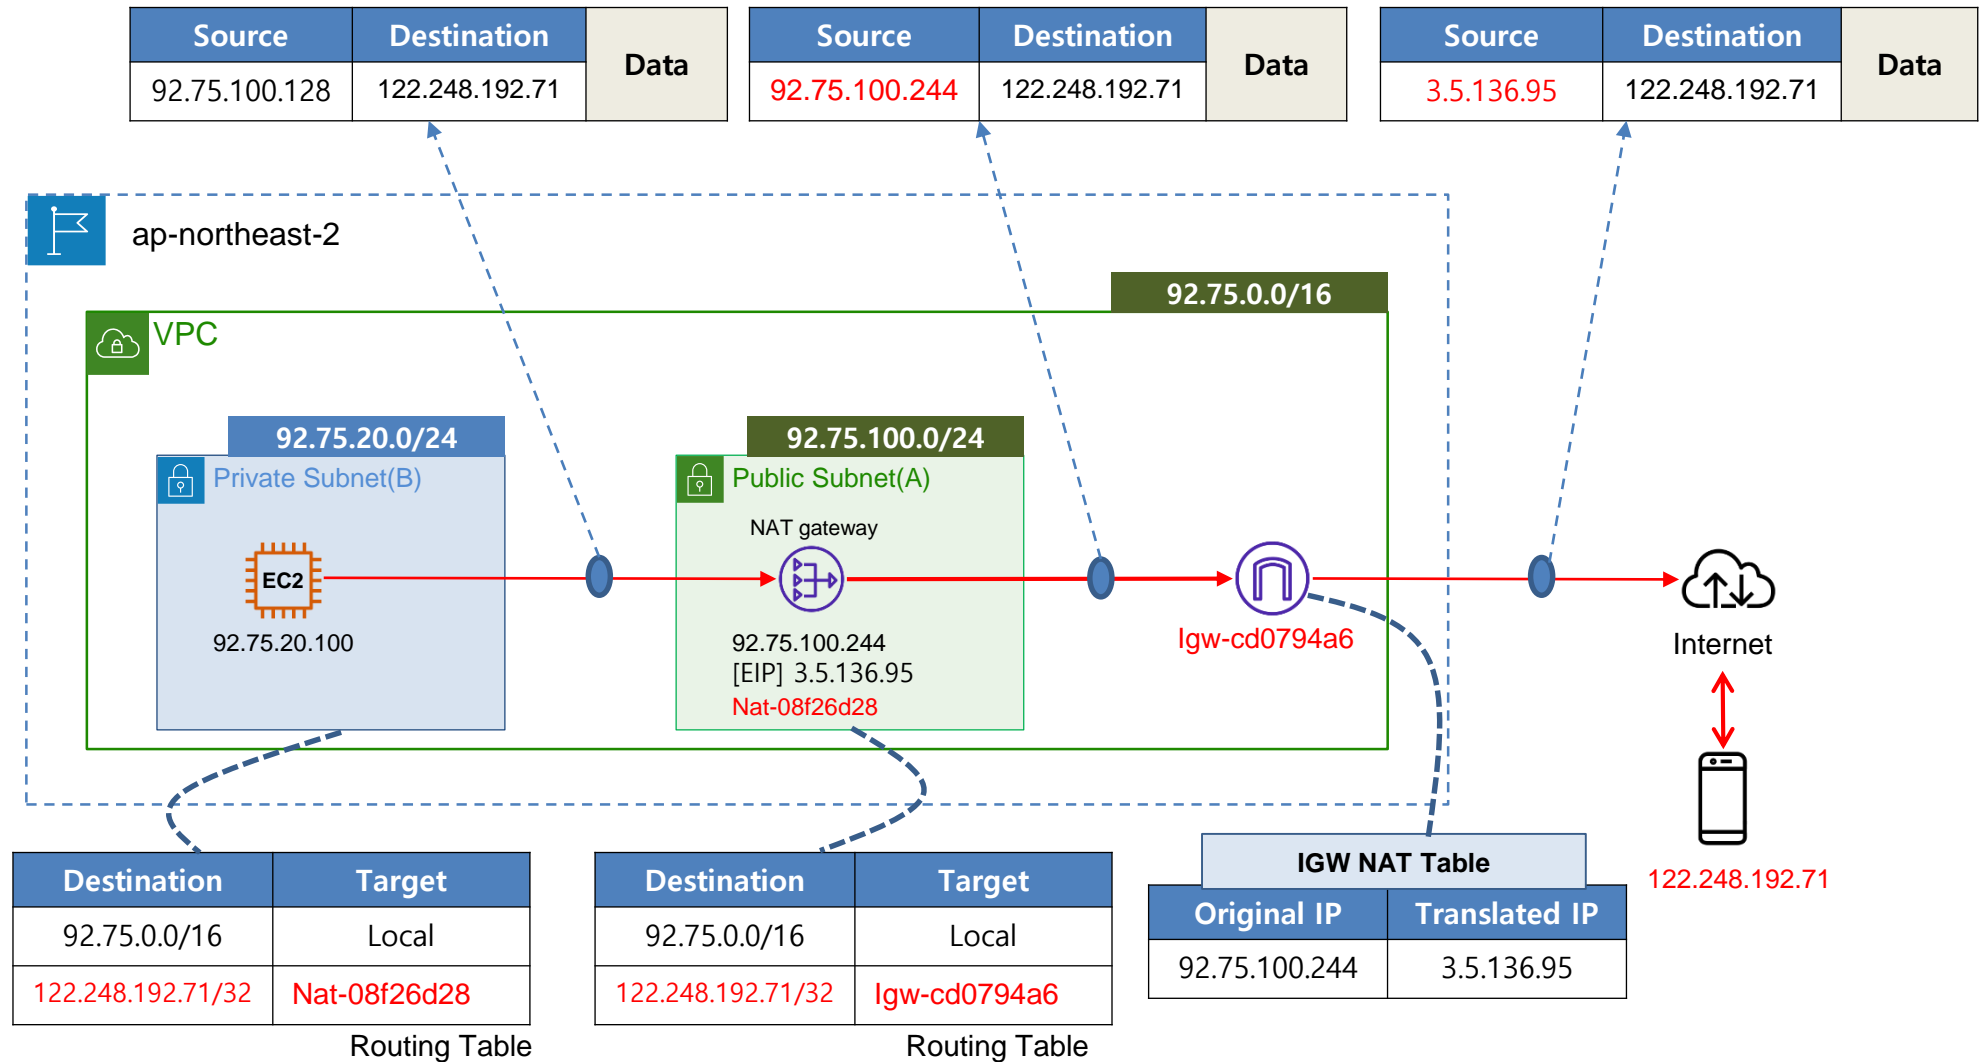 Source Destination Data
92.75.100.128 122.248.192.71
Source Destination Data
92.75.100.244 122.248.192.71
Source Destination Data
3.5.136.95 122.248.192.71
ap-northeast-2
92.75.0.0/16
VPC
92.75.20.0/24
Private Subnet(B)
EC2
92.75.20.100
92.75.100.0/24
Public Subnet(A)
NAT gateway
92.75.100.244
[EIP] 3.5.136.95
Nat-08f26d28
Igw-cd0794a6
Internet
122.248.192.71
Destination Target
92.75.0.0/16 Local
122.248.192.71/32 Nat-08f26d28
Routing Table
Destination Target
92.75.0.0/16 Local
122.248.192.71/32 Igw-cd0794a6
Routing Table
IGW NAT Table
Original IP Translated IP
92.75.100.244 3.5.136.95